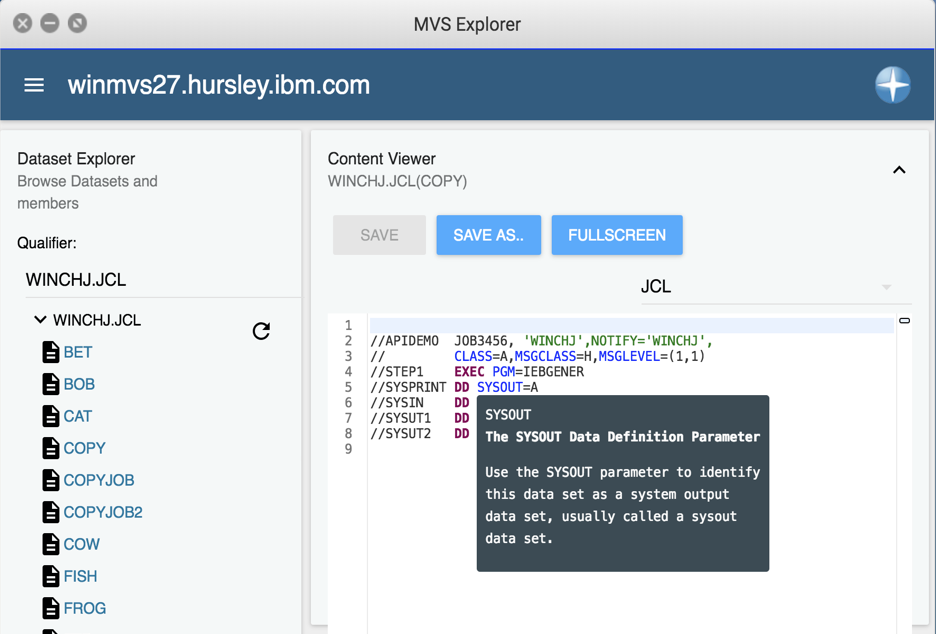 MVS Explorer
winmvs27.hursley.ibm.com
Dataset Explorer
Browse Datasets and
members
Qualifier:
WINCHJ.JCL
WINCHJ.JCL
BET
BOB
CAT
COPY
COPYJOB
COPYJOB2
COW
FISH
FROG
Content Viewer
WINCHJ.JCL(COPY)
SAVE
SAVE AS..
FULLSCREEN
JCL
1
2 //APIDEMO  JOB3456, 'WINCHJ',NOTIFY='WINCHJ',
3 //         CLASS=A,MSGCLASS=H,MSGLEVEL=(1,1)
4 //STEP1    EXEC PGM=IEBGENER
5 //SYSPRINT DD SYSOUT=A
6 //SYSIN    DD
7 //SYSUT1   DD
8 //SYSUT2   DD
9
SYSOUT
The SYSOUT Data Definition Parameter
Use the SYSOUT parameter to identify
this data set as a system output
data set, usually called a sysout
data set.